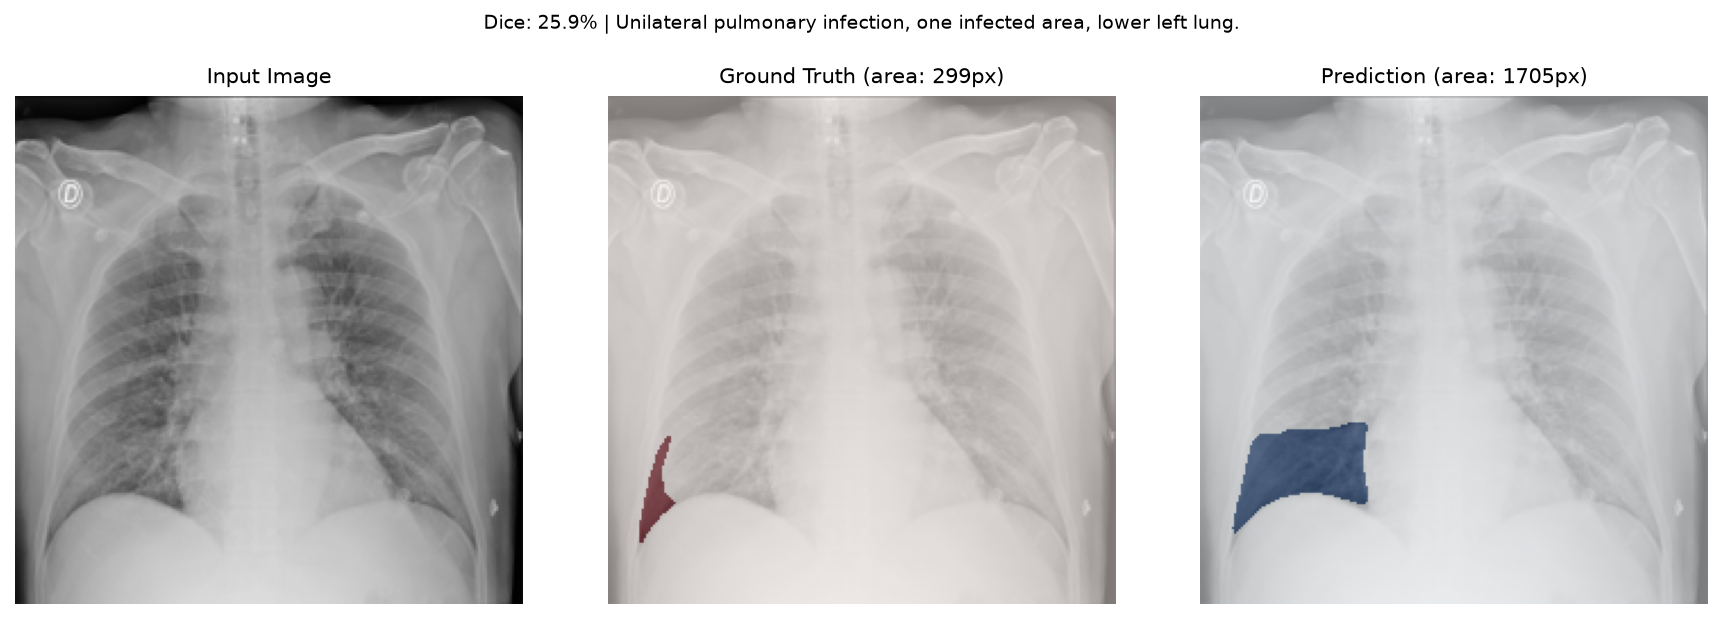 Dice: 25.9% | Unilateral pulmonary infection, one infected area, lower left lung.
Input Image
Ground Truth (area: 299px)
Prediction (area: 1705px)
D
D
D